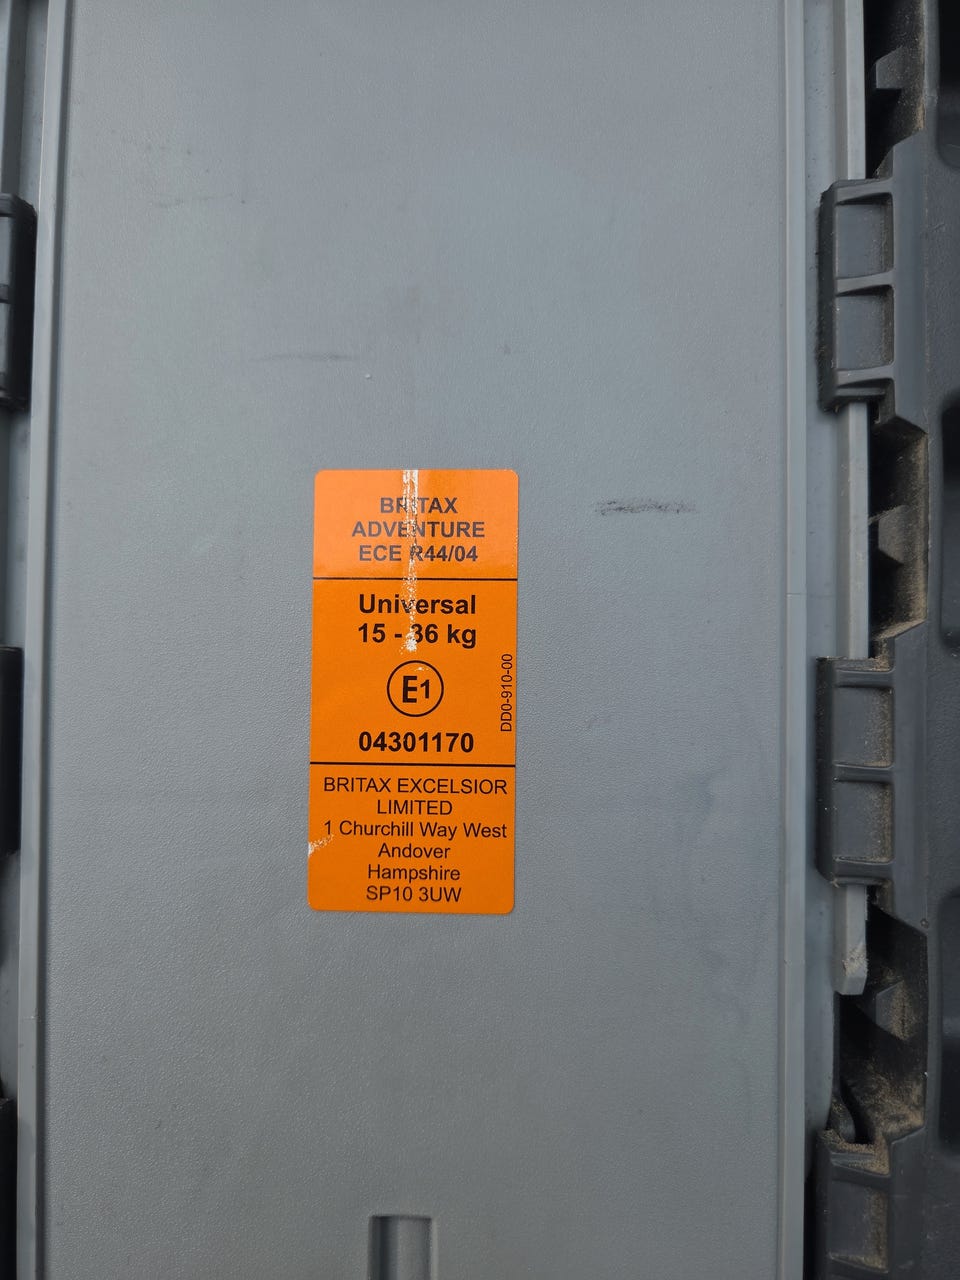 BRITAX
ADVENTURE
ECE R44/04
Universal
15 - 36 kg
E1
04301170
DD0-910-00
BRITAX EXCELSIOR
LIMITED
1 Churchill Way West
Andover
Hampshire
SP10 3UW